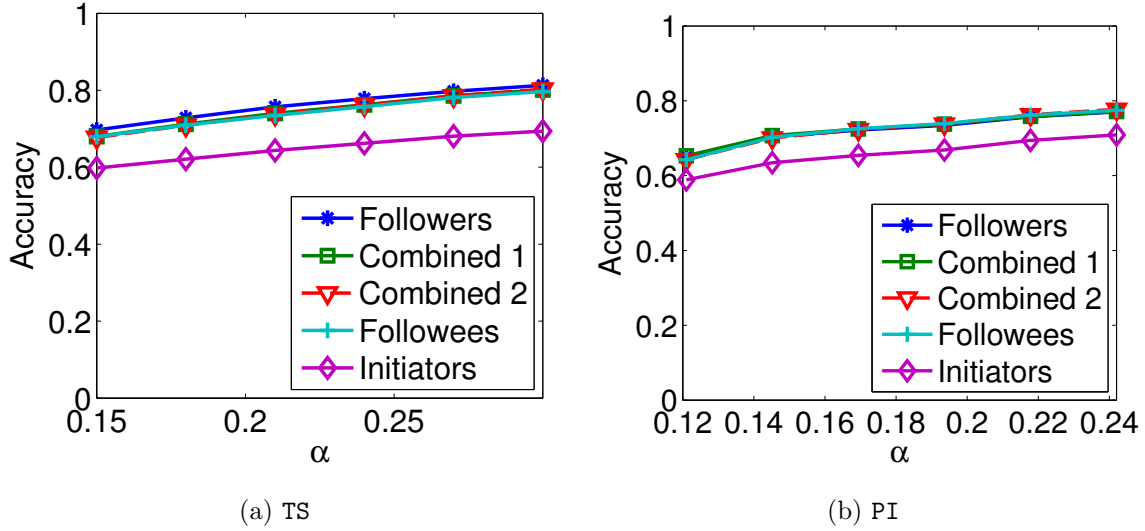 1
0.8
0.6
0.4
0.2
0
Accuracy
0.15 0.2 0.25
α
Followers
Combined 1
Combined 2
Followees
Initiators
(a) TS
1
0.8
0.6
0.4
0.2
0
Accuracy
0.12 0.14 0.16 0.18 0.2 0.22 0.24
α
Followers
Combined 1
Combined 2
Followees
Initiators
(b) PI